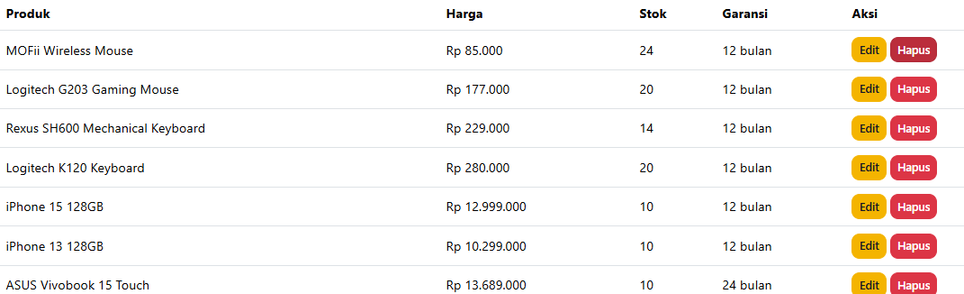 Produk Harga Stok Garansi Aksi
MOFii Wireless Mouse Rp 85.000 24 12 bulan Edit Hapus
Logitech G203 Gaming Mouse Rp 177.000 20 12 bulan Edit Hapus
Rexus SH600 Mechanical Keyboard Rp 229.000 14 12 bulan Edit Hapus
Logitech K120 Keyboard Rp 280.000 20 12 bulan Edit Hapus
iPhone 15 128GB Rp 12.999.000 10 12 bulan Edit Hapus
iPhone 13 128GB Rp 10.299.000 10 12 bulan Edit Hapus
ASUS Vivobook 15 Touch Rp 13.689.000 10 24 bulan Edit Hapus